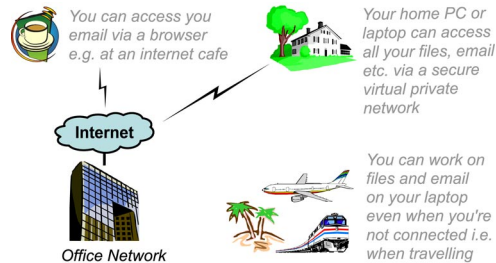 You can access you
email via a browser
e.g. at an internet cafe
Your home PC or
laptop can access
all your files, email
etc. via a secure
virtual private
network
Internet
You can work on
files and email
on your laptop
even when you're
not connected i.e.
when travelling
Office Network